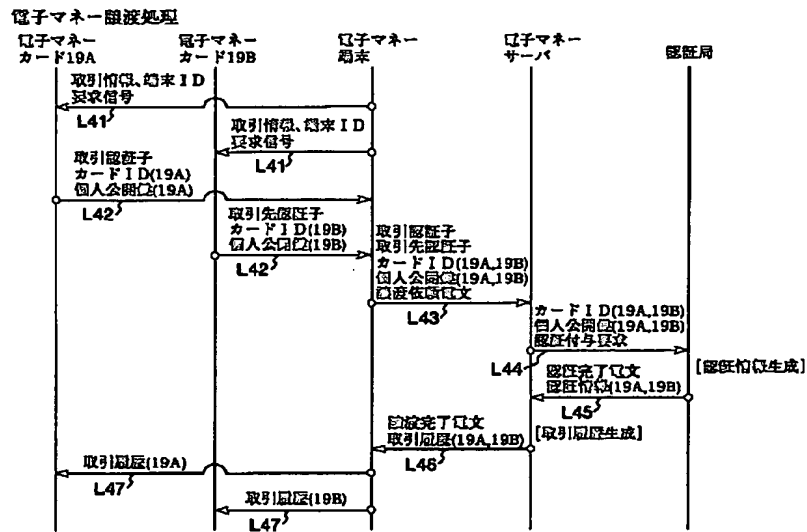 電子マネー譲渡処理
電子マネー
カード19A
電子マネー
カード19B
電子マネー
端末
電子マネー
サーバ
認証局
取引情報、端末ID
要求信号
L41
取引情報、端末ID
要求信号
L41
取引認証子
カードID(19A)
個人公開鍵(19A)
L42
取引先認証子
カードID(19B)
個人公開鍵(19B)
L42
取引認証子
取引先認証子
カードID(19A,19B)
個人公開鍵(19A,19B)
譲渡依頼電文
L43
カードID(19A,19B)
個人公開鍵(19A,19B)
認証付与要求
L44
[認証情報生成]
認証完了電文
認証情報(19A,19B)
L45
譲渡完了電文
取引履歴(19A,19B)
[取引履歴生成]
L46
取引履歴(19A)
L47
取引履歴(19B)
L47